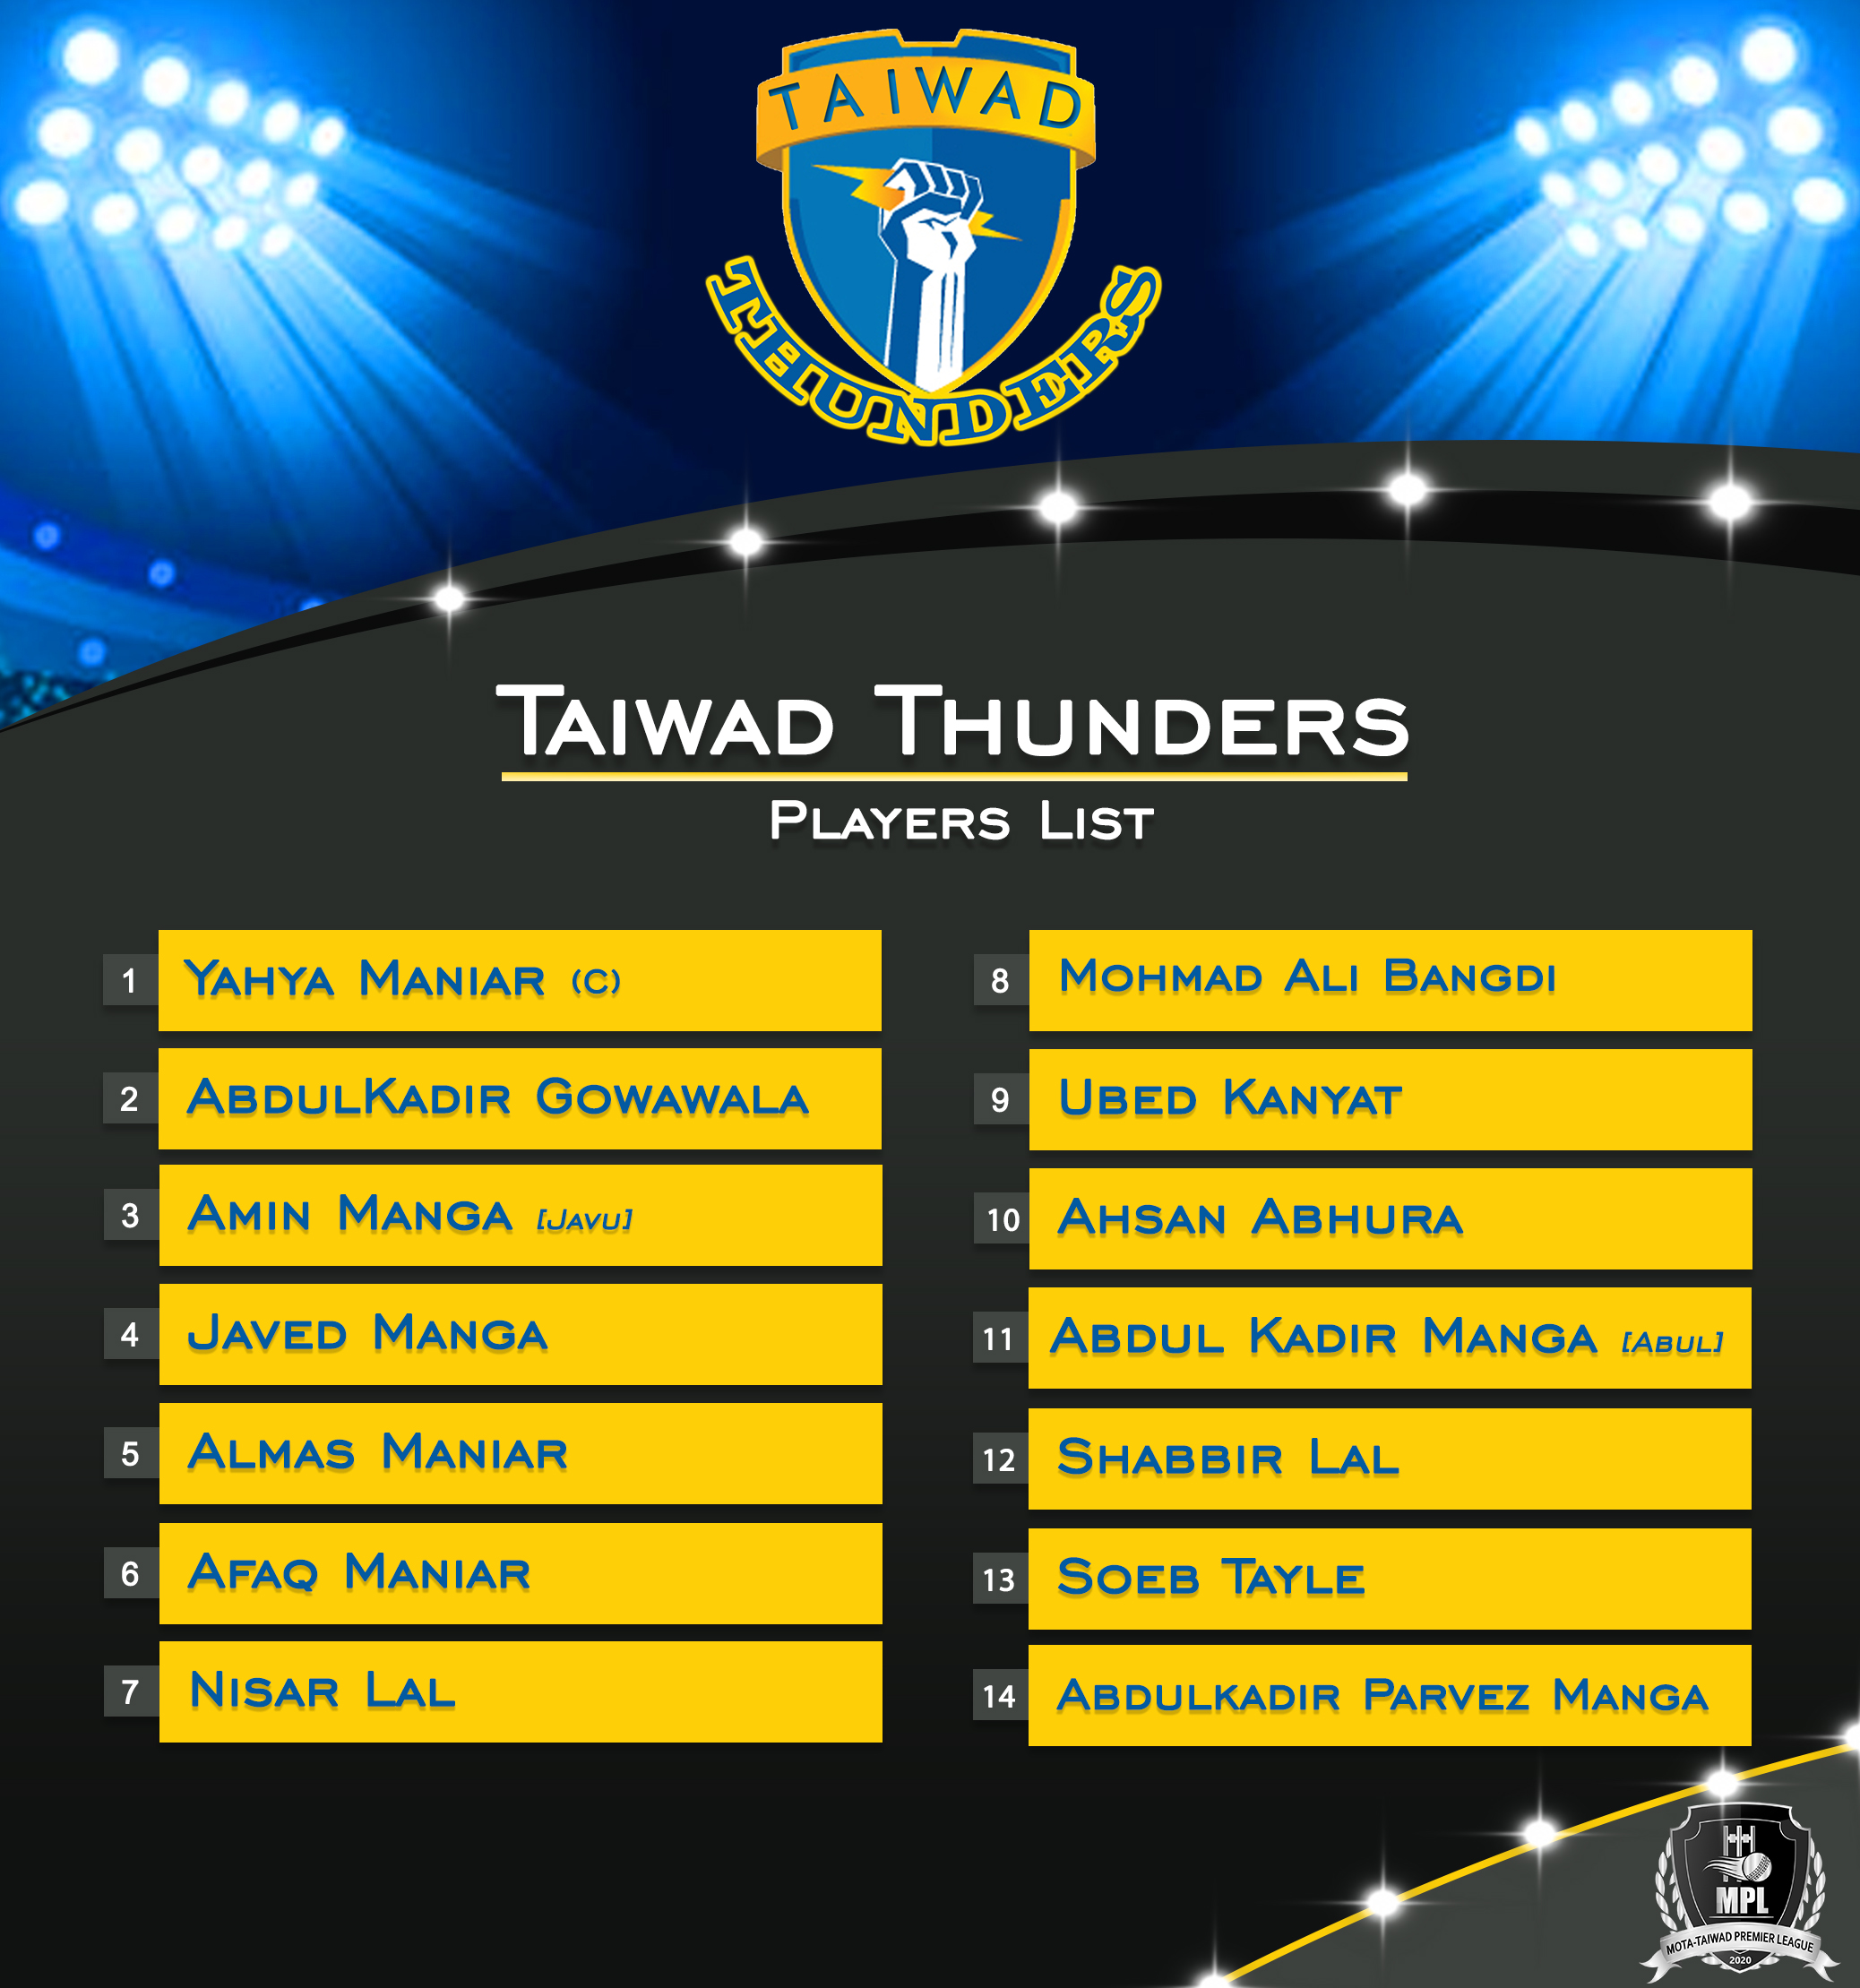 TAIWAD
THUNDERS
Taiwad Thunders
Players List
1 Yahya Maniar (C)
2 AbdulKadir Gowawala
3 Amin Manga [Javu]
4 Javed Manga
5 Almas Maniar
6 Afaq Maniar
7 Nisar Lal
8 Mohmad Ali Bangdi
9 Ubed Kanyat
10 Ahsan Abhura
11 Abdul Kadir Manga [Abul]
12 Shabbir Lal
13 Soeb Tayle
14 Abdulkadir Parvez Manga
MPL
MOTA-TAIWAD PREMIER LEAGUE
2020